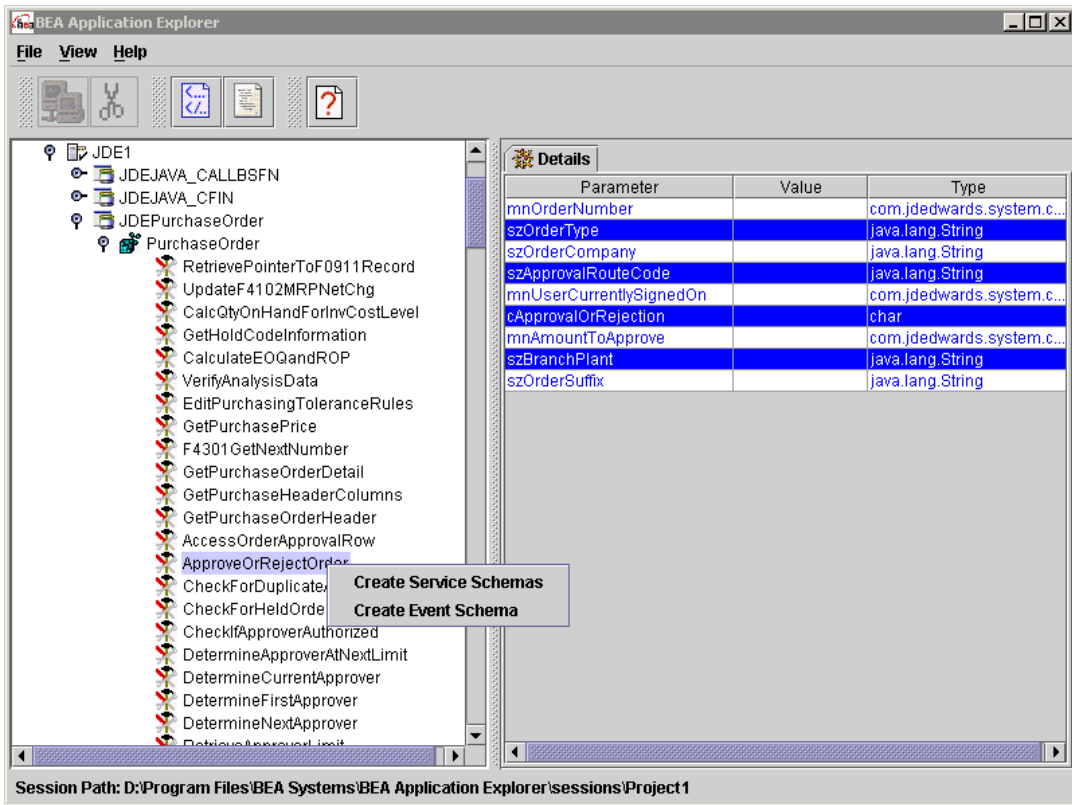 bea BEA Application Explorer
File View Help
JDE1
JDEJAVA_CALLBSFN
JDEJAVA_CFIN
JDEPurchaseOrder
PurchaseOrder
RetrievePointerToF0911Record
UpdateF4102MRPNetChg
CalcQtyOnHandForInvCostLevel
GetHoldCodeInformation
CalculateEOQandROP
VerifyAnalysisData
EditPurchasingToleranceRules
GetPurchasePrice
F4301GetNextNumber
GetPurchaseOrderDetail
GetPurchaseHeaderColumns
GetPurchaseOrderHeader
AccessOrderApprovalRow
ApproveOrRejectOrder
CheckForDuplicateA
CheckForHeldOrde
CheckIfApproverAuthorized
DetermineApproverAtNextLimit
DetermineCurrentApprover
DetermineFirstApprover
DetermineNextApprover
RetrieveApproverLimit
Create Service Schemas
Create Event Schema
Details
Parameter Value Type
mnOrderNumber com.jdedwards.system.c...
szOrderType java.lang.String
szOrderCompany java.lang.String
szApprovalRouteCode java.lang.String
mnUserCurrentlySignedOn com.jdedwards.system.c...
cApprovalOrRejection char
mnAmountToApprove com.jdedwards.system.c...
szBranchPlant java.lang.String
szOrderSuffix java.lang.String
Session Path: D:\Program Files\BEA Systems\BEA Application Explorer\sessions\Project1